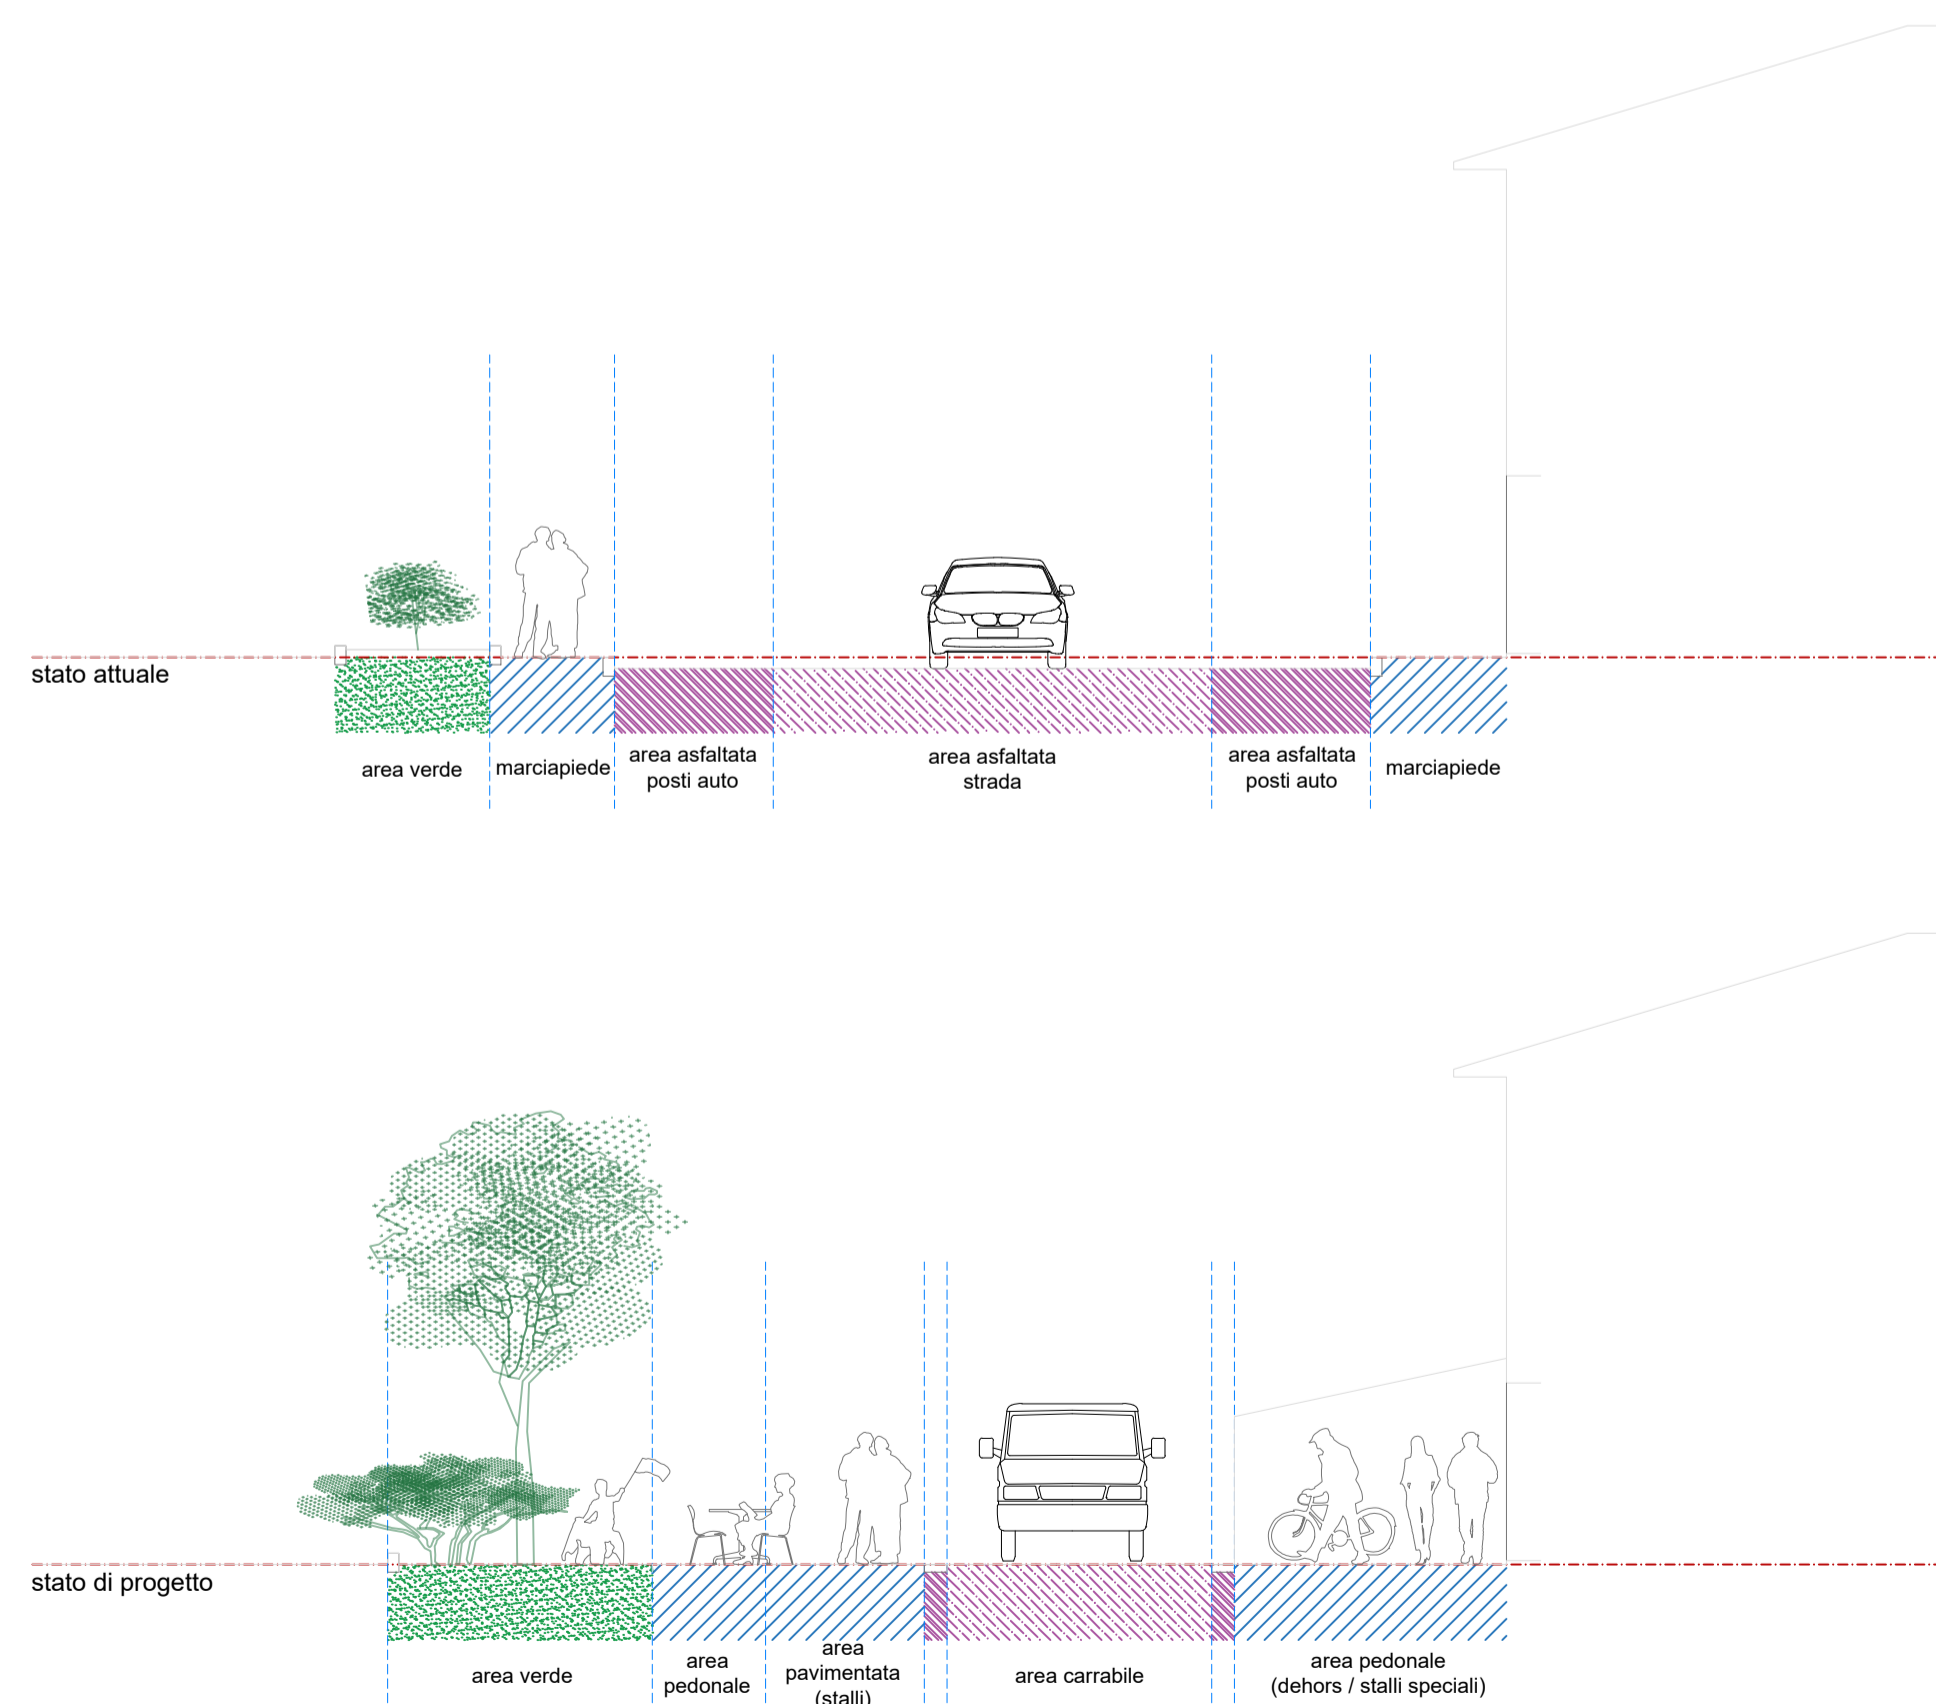 stato attuale
area verde
marciapiede
area asfaltata
posti auto
area asfaltata
strada
area asfaltata
posti auto
marciapiede
stato di progetto
area verde
area
pedonale
area
pavimentata
(stalli)
area carrabile
area pedonale
(dehors / stalli speciali)